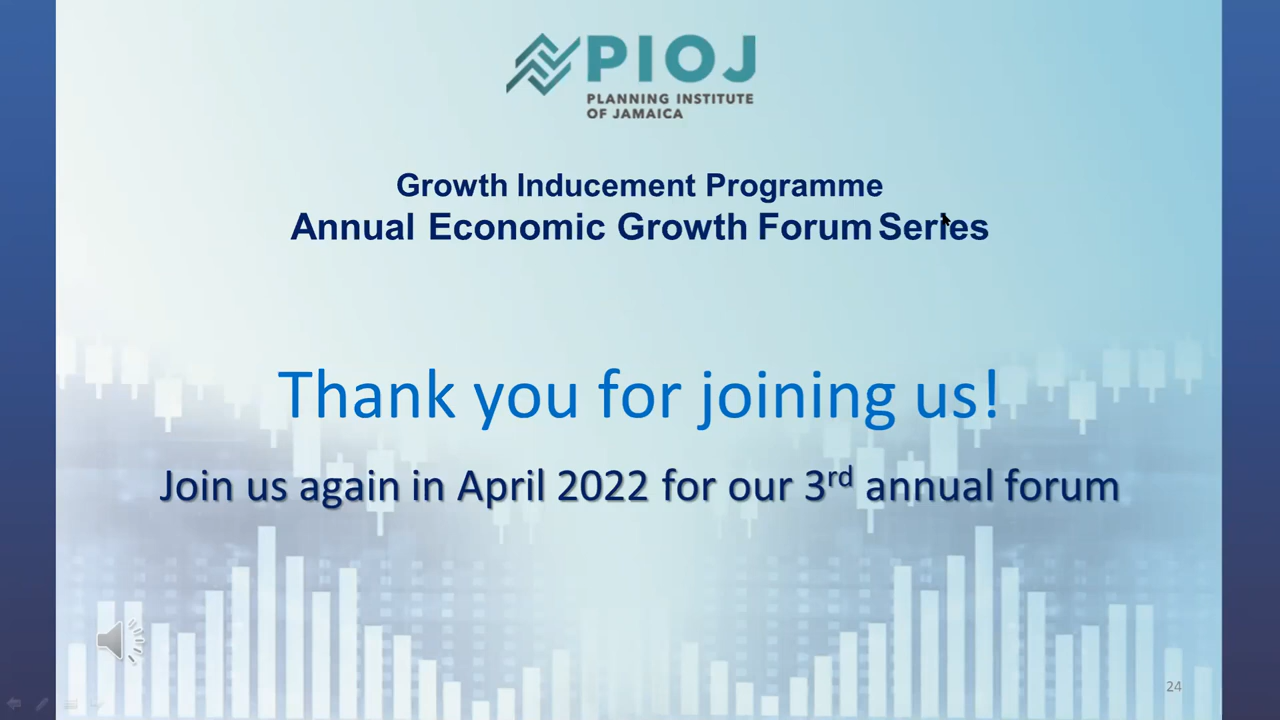 PIOJ
PLANNING INSTITUTE
OF JAMAICA
Growth Inducement Programme
Annual Economic Growth Forum Series
Thank you for joining us!
Join us again in April 2022 for our 3rd annual forum
24